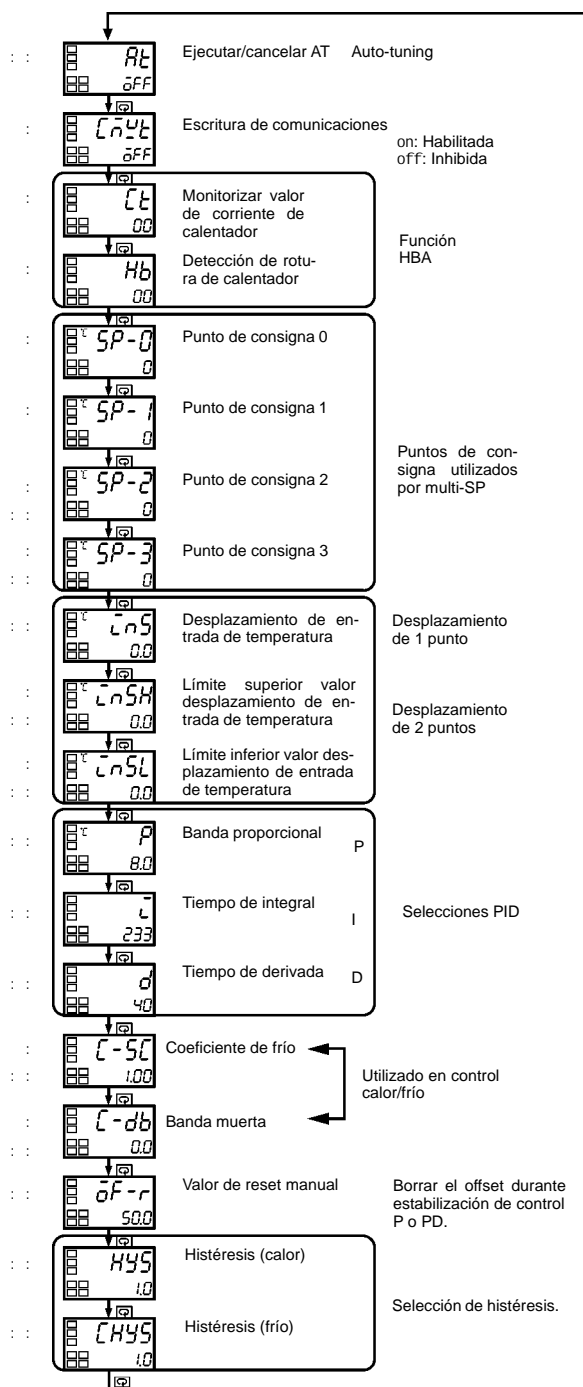 : : At Ejecutar/cancelar AT Auto-tuning
oFF
: CmWt Escritura de comunicaciones
oFF
on: Habilitada
off: Inhibida
: Ct Monitorizar valor
de corriente de
calentador
00
Función
HBA
: Hb Detección de rotu-
ra de calentador
00
: SP-0 Punto de consigna 0
0
: SP-1 Punto de consigna 1
0
: SP-2 Punto de consigna 2
: : 0
Puntos de con-
signa utilizados
por multi-SP
: SP-3 Punto de consigna 3
: : 0
: : inS Desplazamiento de en-
trada de temperatura
0.0
Desplazamiento
de 1 punto
: inSH Límite superior valor
desplazamiento de en-
trada de temperatura
: : 0.0
Desplazamiento
de 2 puntos
: inSL Límite inferior valor des-
plazamiento de entrada
de temperatura
: : 0.0
: : P Banda proporcional P
8.0
: : i Tiempo de integral I
233
Selecciones PID
: : d Tiempo de derivada D
40
: C-SC Coeficiente de frío
: : 1.00
Utilizado en control
calor/frío
: C-db Banda muerta
: : 0.0
: : oF-r Valor de reset manual
50.0
Borrar el offset durante
estabilización de control
P o PD.
: : HYS Histéresis (calor)
1.0
Selección de histéresis.
: : CHYS Histéresis (frío)
1.0